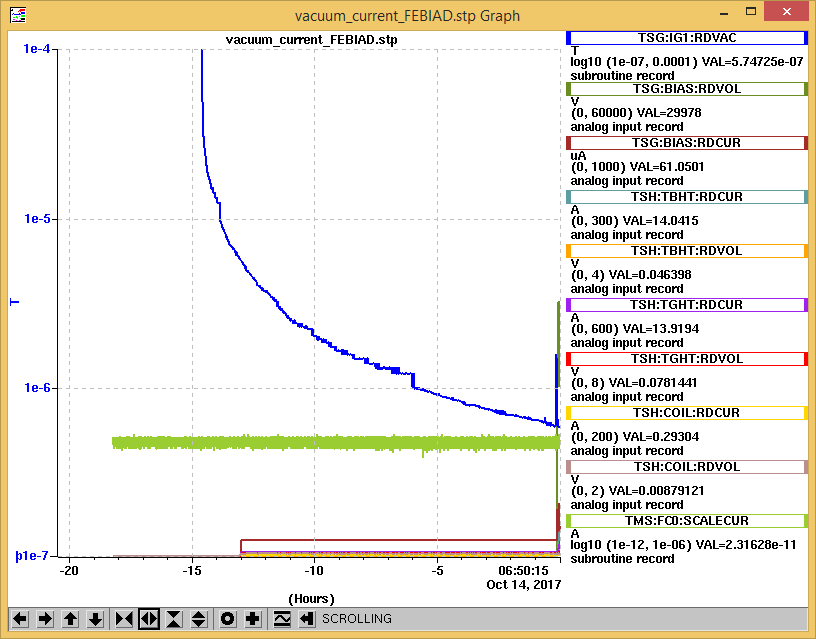 vacuum_current_FEBIAD.stp Graph
vacuum_current_FEBIAD.stp
1e-4
1e-5
T
1e-6
1e-7
-20
-15
-10
-5
06:50:15
Oct 14, 2017
(Hours)
TSG:IG1:RDVAC
T
log10 (1e-07, 0.0001) VAL=5.74725e-07
subroutine record
TSG:BIAS:RDVOL
V
(0, 60000) VAL=29978
analog input record
TSG:BIAS:RDCUR
uA
(0, 1000) VAL=61.0501
analog input record
TSH:TBHT:RDCUR
A
(0, 300) VAL=14.0415
analog input record
TSH:TBHT:RDVOL
V
(0, 4) VAL=0.046398
analog input record
TSH:TGHT:RDCUR
A
(0, 600) VAL=13.9194
analog input record
TSH:TGHT:RDVOL
V
(0, 8) VAL=0.0781441
analog input record
TSH:COIL:RDCUR
A
(0, 200) VAL=0.29304
analog input record
TSH:COIL:RDVOL
V
(0, 2) VAL=0.00879121
analog input record
TMS:FC0:SCALECUR
A
log10 (1e-12, 1e-06) VAL=2.31628e-11
subroutine record
SCROLLING